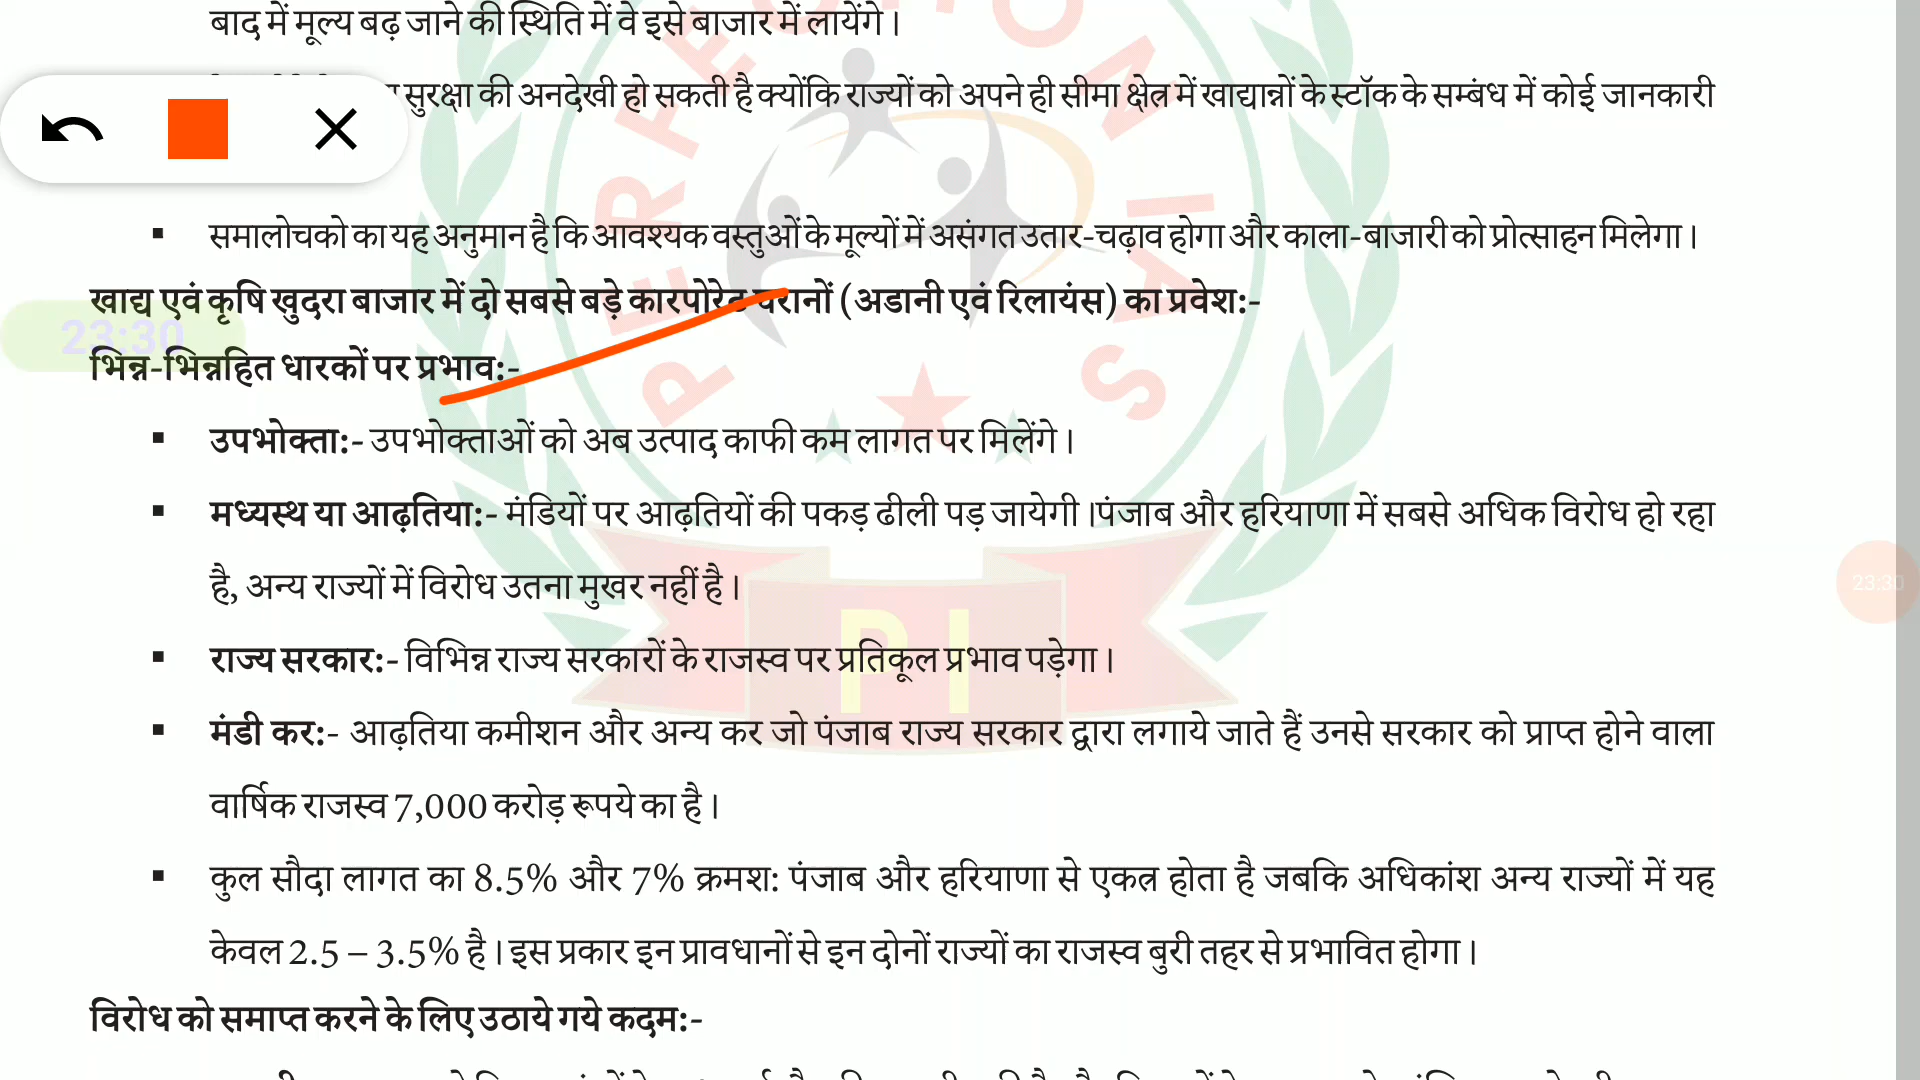 बाद में मूल्य बढ़ जाने की स्थिति में वे इसे बाजार में लायेंगे।
सुरक्षा की अनदेखी हो सकती है क्योंकि राज्यों को अपने ही सीमा क्षेत्र में खाद्यान्नों के स्टॉक के सम्बंध में कोई जानकारी
▪ समालोचको का यह अनुमान है कि आवश्यक वस्तुओं के मूल्यों में असंगत उतार-चढ़ाव होगा और काला-बाजारी को प्रोत्साहन मिलेगा।
खाद्य एवं कृषि खुदरा बाजार में दो सबसे बड़े कारपोरेट घरानों (अडानी एवं रिलायंस) का प्रवेश:-
23:30
भिन्न-भिन्नहित धारकों पर प्रभाव:-
▪ उपभोक्ता:- उपभोक्ताओं को अब उत्पाद काफी कम लागत पर मिलेंगे।
▪ मध्यस्थ या आढ़तिया:- मंडियों पर आढ़तियों की पकड़ ढीली पड़ जायेगी।पंजाब और हरियाणा में सबसे अधिक विरोध हो रहा
है, अन्य राज्यों में विरोध उतना मुखर नहीं है।
23:30
▪ राज्य सरकार:- विभिन्न राज्य सरकारों के राजस्व पर प्रतिकूल प्रभाव पड़ेगा।
▪ मंडी कर:- आढ़तिया कमीशन और अन्य कर जो पंजाब राज्य सरकार द्वारा लगाये जाते हैं उनसे सरकार को प्राप्त होने वाला
वार्षिक राजस्व 7,000 करोड़ रूपये का है।
▪ कुल सौदा लागत का 8.5% और 7% क्रमश: पंजाब और हरियाणा से एकत्र होता है जबकि अधिकांश अन्य राज्यों में यह
केवल 2.5 – 3.5% है। इस प्रकार इन प्रावधानों से इन दोनों राज्यों का राजस्व बुरी तहर से प्रभावित होगा।
विरोध को समाप्त करने के लिए उठाये गये कदम:-
PI